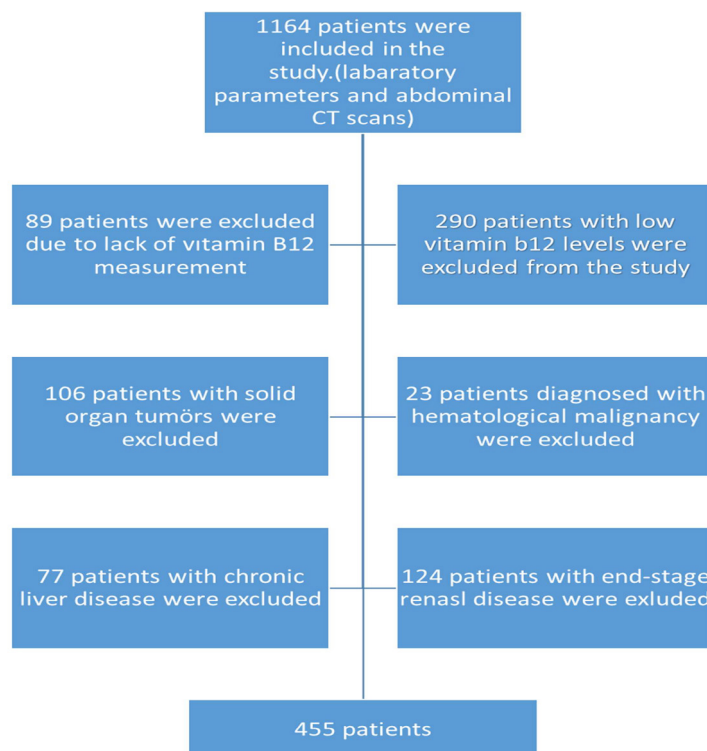 1164 patients were
included in the
study.(labaratory
parameters and abdominal
CT scans)
89 patients were excluded
due to lack of vıtamin B12
measurement
290 patients with low
vitamin b12 levels were
excluded from the study
106 patients with solid
organ tumörs were
excluded
23 patients diagnosed with
hematological malignancy
were excluded
77 patients with chronic
liver disease were excluded
124 patients with end-stage
renasl disease were exluded
455 patients